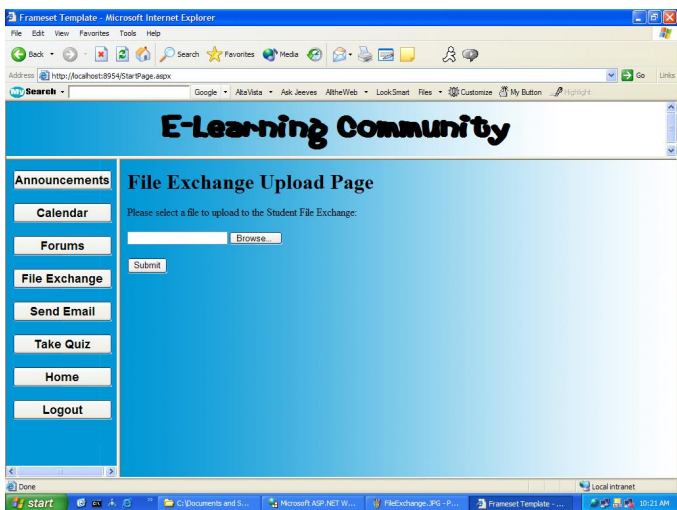 Frameset Template - Microsoft Internet Explorer
File Edit View Favorites Tools Help
Back Search Favorites Media
Address http://localhost:8954/StartPage.aspx Go Links
My Search Google AltaVista Ask Jeeves AlltheWeb LookSmart Files Customize My Button Highlight
E-Learning Community
Announcements
Calendar
Forums
File Exchange
Send Email
Take Quiz
Home
Logout
File Exchange Upload Page
Please select a file to upload to the Student File Exchange:
Browse...
Submit
Done Local intranet
start C:\Documents and S... Microsoft ASP.NET W... FileExchange.JPG - P... Frameset Template - ... 10:21 AM